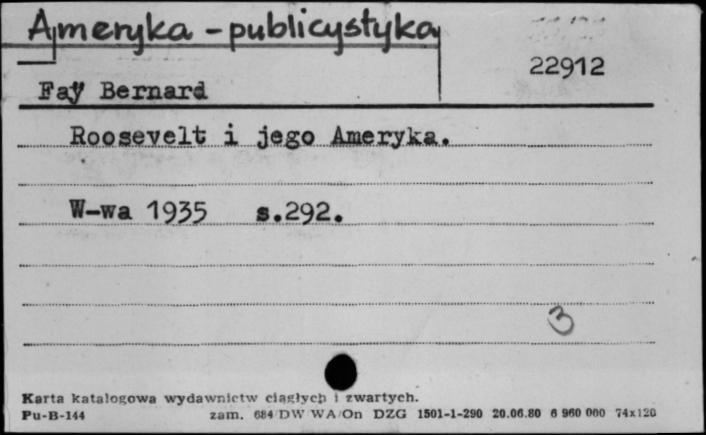 Ameryka - publicystyka
22912
Faÿ Bernard
Roosevelt i jego Ameryka.
W-wa 1935 s.292.
3
Karta katalogowa wydawnictw ciągłych i zwartych.
Pu-B-144 zam. 684 DW WA/On DZG 1501-1-290 20.06.80 6 960 000 74x120